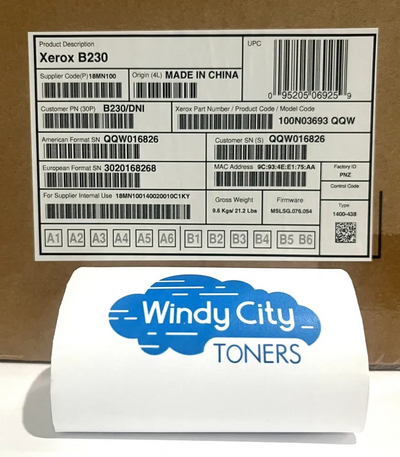 Product Description
Xerox B230
UPC
0 95205 06925 9
Supplier Code(P) 18MN100
Origin (4L) MADE IN CHINA
Customer PN (30P) B230/DNI
Xerox Part Number / Product Code / Model Code
100N03693 QQW
American Format SN QQW016826
Customer SN (S) QQW016826
European Format SN 3020168268
MAC Address 9C:93:4E:E1:75:AA
Factory ID
PNZ
Control Code
For Supplier Internal Use 18MN100140020010C1KY
Gross Weight
9.6 Kgs/ 21.2 Lbs
Firmware
MSLSG.076.054
Type
1400-438
A1 A2 A3 A4 A5 A6 B1 B2 B3 B4 B5 B6
Windy City
TONERS